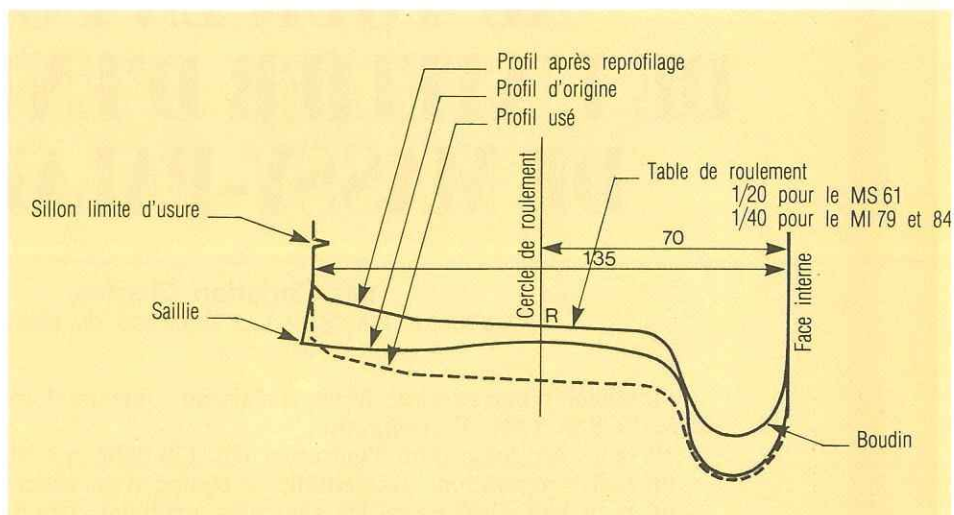 Profil après reprofilage
Profil d'origine
Profil usé
Table de roulement
1/20 pour le MS 61
1/40 pour le MI 79 et 84
Sillon limite d'usure
Cercle de roulement
70
135
Face interne
R
Saillie
Boudin